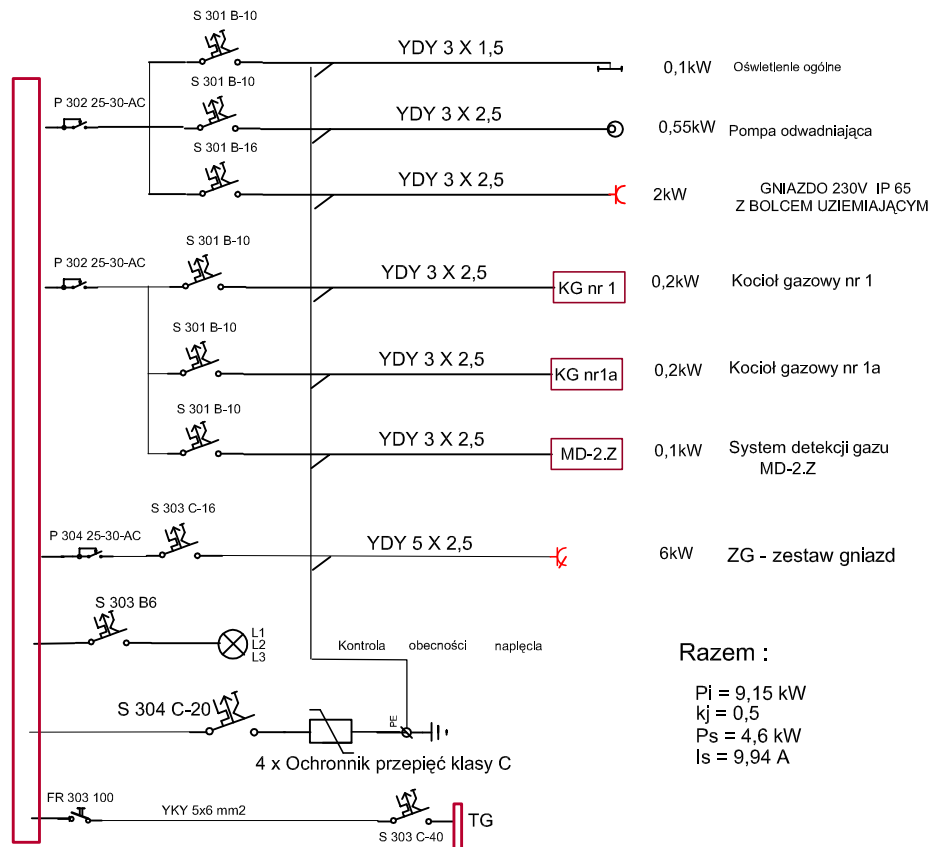 S 301 B-10
YDY 3 X 1,5
0,1kW
Oświetlenie ogólne
P 302 25-30-AC
S 301 B-10
YDY 3 X 2,5
0,55kW
Pompa odwadniająca
S 301 B-16
YDY 3 X 2,5
2kW
GNIAZDO 230V IP 65
Z BOLCEM UZIEMIAJĄCYM
P 302 25-30-AC
S 301 B-10
YDY 3 X 2,5
KG nr 1
0,2kW
Kocioł gazowy nr 1
S 301 B-10
YDY 3 X 2,5
KG nr1a
0,2kW
Kocioł gazowy nr 1a
S 301 B-10
YDY 3 X 2,5
MD-2.Z
0,1kW
System detekcji gazu
MD-2.Z
P 304 25-30-AC
S 303 C-16
YDY 5 X 2,5
6kW
ZG - zestaw gniazd
S 303 B6
L1
L2
L3
Kontrola obecności napięcia
S 304 C-20
PE
4 x Ochronnik przepięć klasy C
Razem :
Pi = 9,15 kW
kj = 0,5
Ps = 4,6 kW
Is = 9,94 A
FR 303 100
YKY 5x6 mm2
S 303 C-40
TG